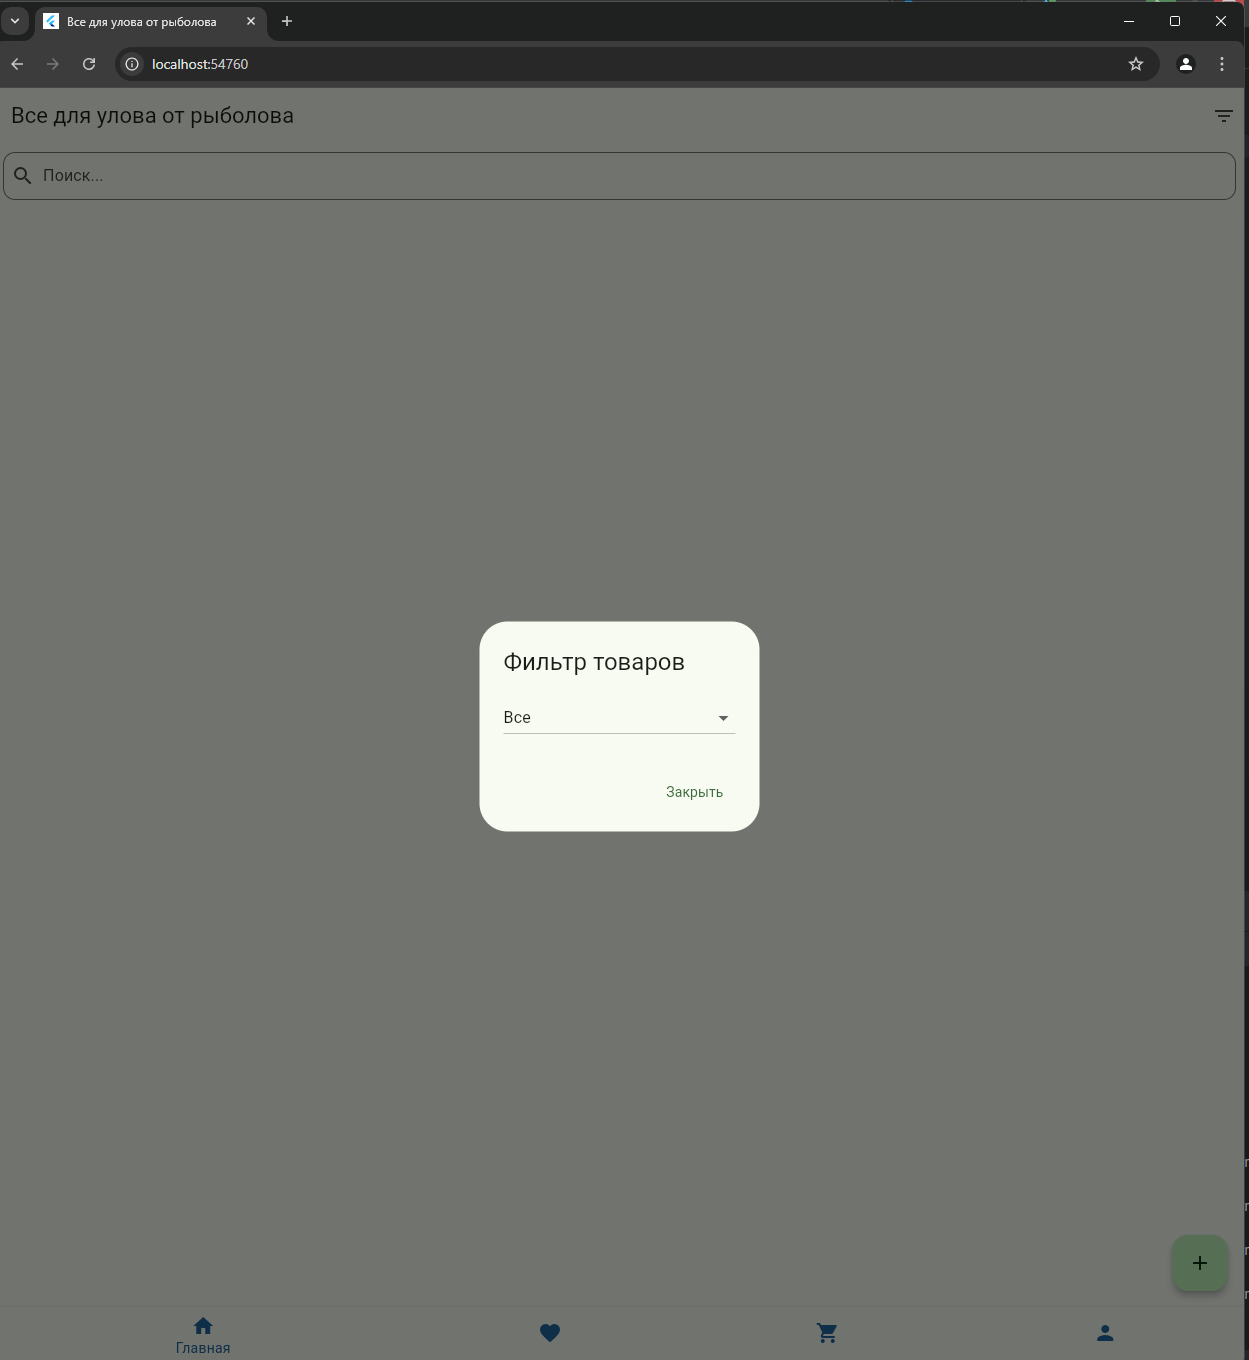 Все для улова от рыболова
localhost:54760
Все для улова от рыболова
Поиск...
Фильтр товаров
Все
Закрыть
Главная